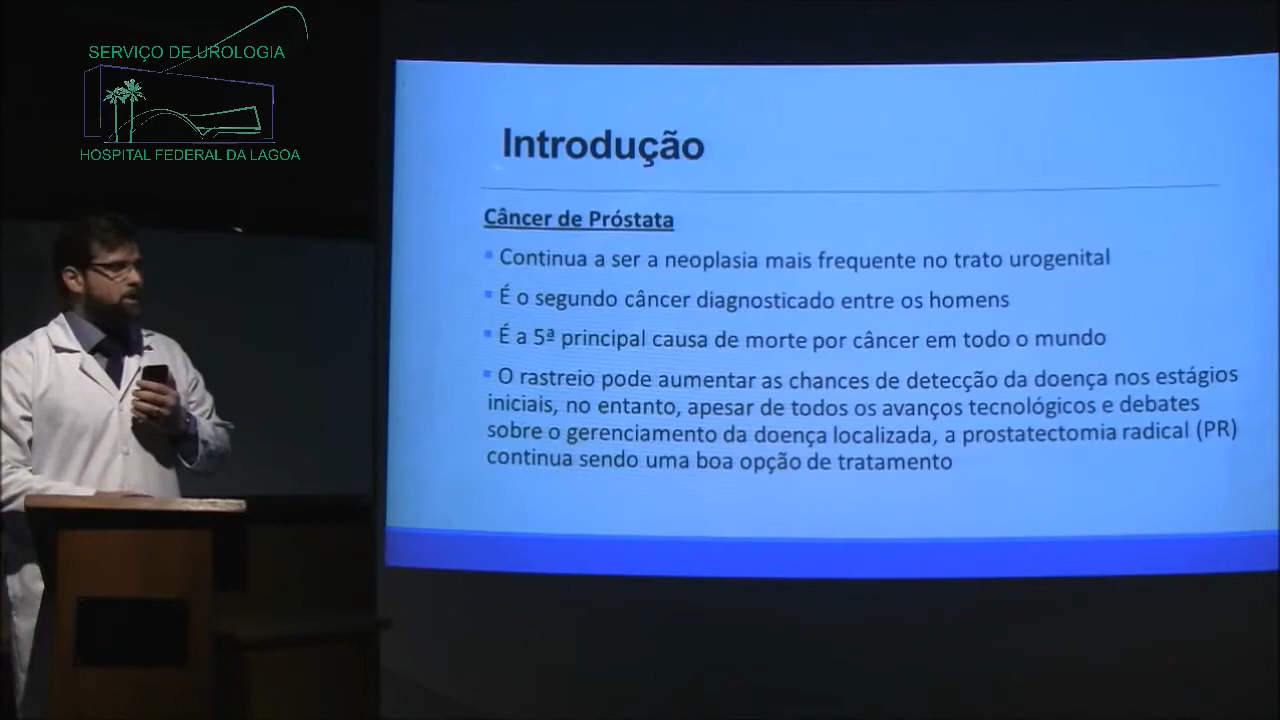 SERVIÇO DE UROLOGIA
HOSPITAL FEDERAL DA LAGOA
Introdução
Câncer de Próstata
Continua a ser a neoplasia mais frequente no trato urogenital
É o segundo câncer diagnosticado entre os homens
É a 5ª principal causa de morte por câncer em todo o mundo
O rastreio pode aumentar as chances de detecção da doença nos estágios
iniciais, no entanto, apesar de todos os avanços tecnológicos e debates
sobre o gerenciamento da doença localizada, a prostatectomia radical (PR)
continua sendo uma boa opção de tratamento